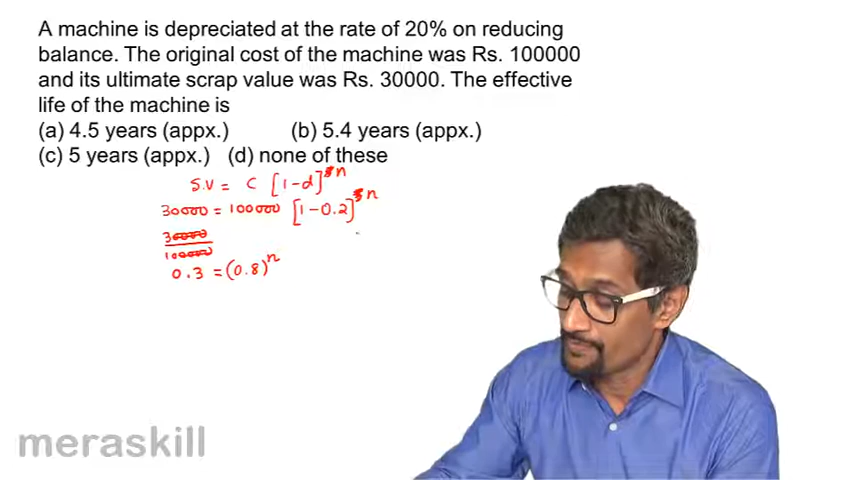 A machine is depreciated at the rate of 20% on reducing
balance. The original cost of the machine was Rs. 100000
and its ultimate scrap value was Rs. 30000. The effective
life of the machine is
(a) 4.5 years (appx.) (b) 5.4 years (appx.)
(c) 5 years (appx.) (d) none of these
S.V = C [1-d]^n
30000 = 100000 [1-0.2]^n
30000
100000
0.3 = (0.8)^n
meraskill